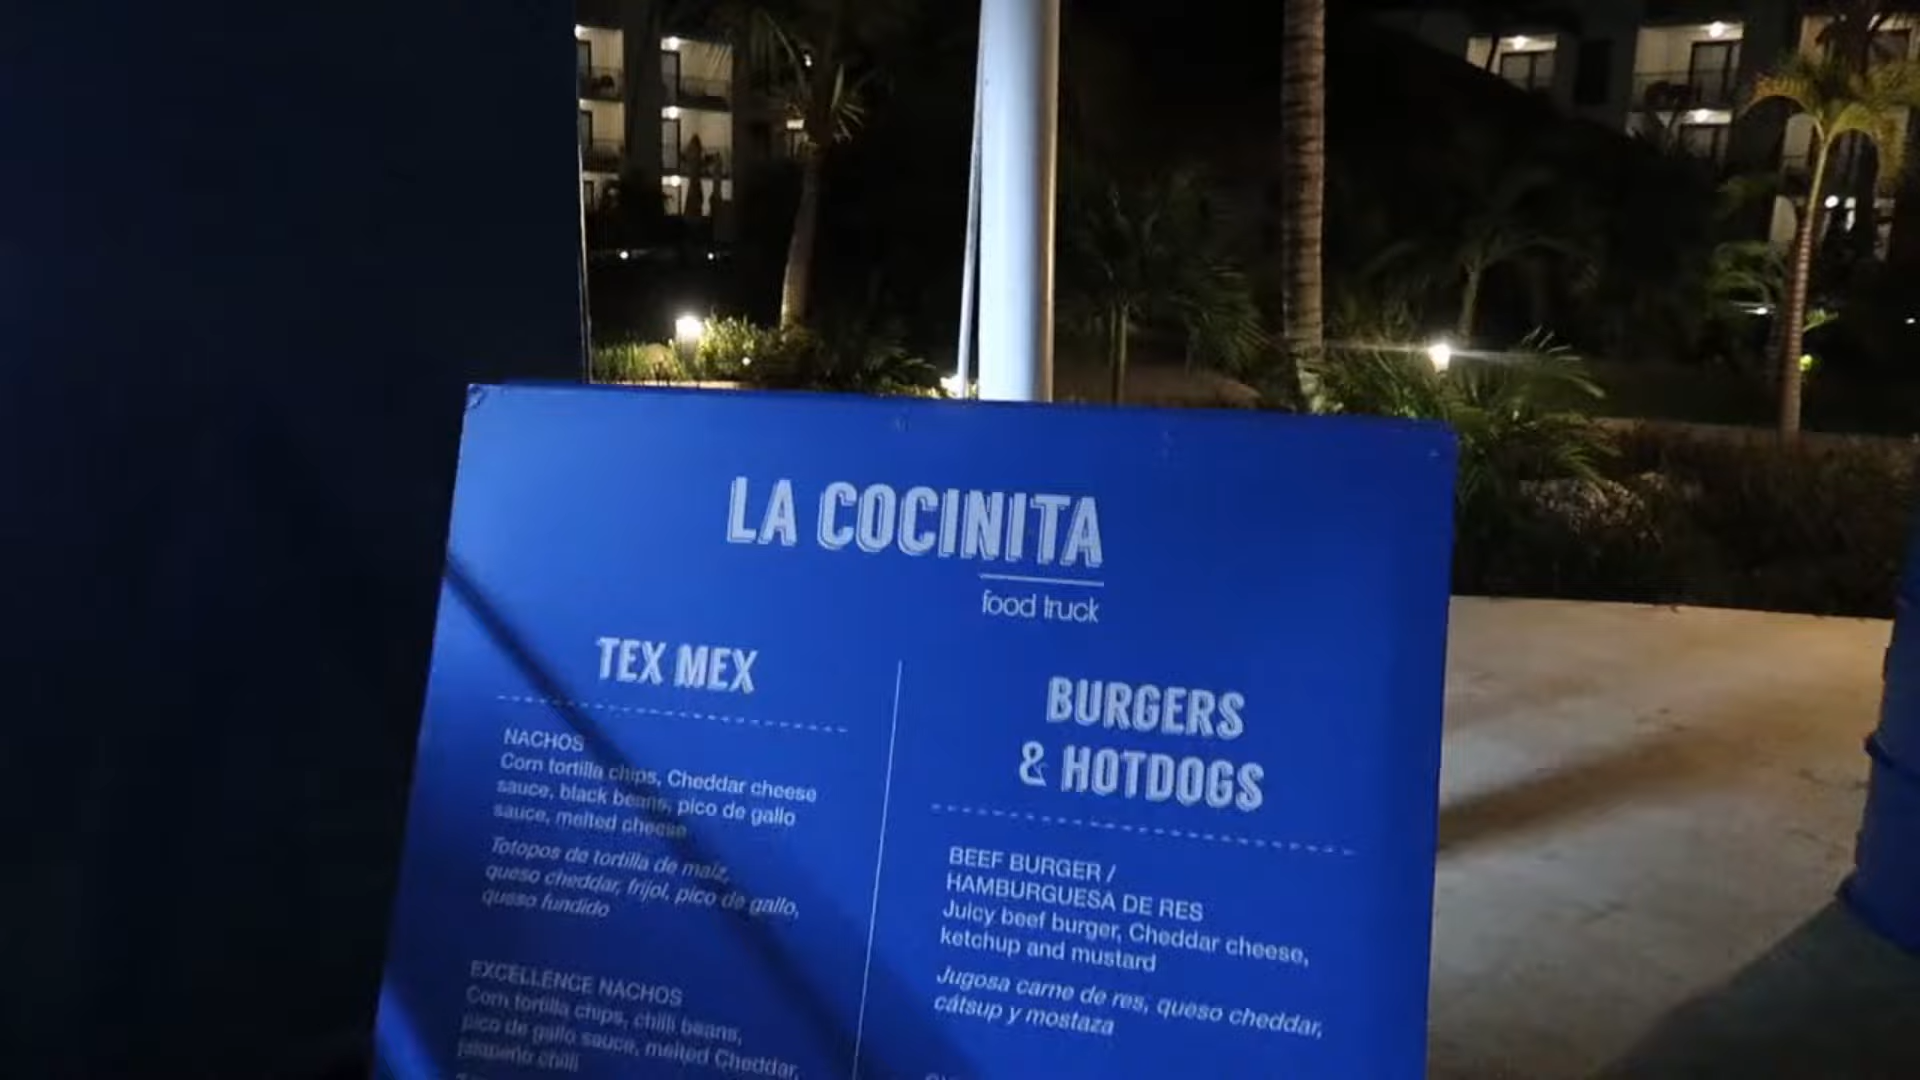 LA COCINITA
food truck
TEX MEX
NACHOS
Corn tortilla chips, Cheddar cheese
sauce, black beans, pico de gallo
sauce, melted cheese
Totopos de tortilla de maíz,
queso cheddar, frijol, pico de gallo,
queso fundido
EXCELLENCE NACHOS
Corn tortilla chips, chilli beans,
pico de gallo sauce, melted Cheddar,
jalapeño chilli
BURGERS
& HOTDOGS
BEEF BURGER /
HAMBURGUESA DE RES
Juicy beef burger, Cheddar cheese,
ketchup and mustard
Jugosa carne de res, queso cheddar,
cátsup y mostaza